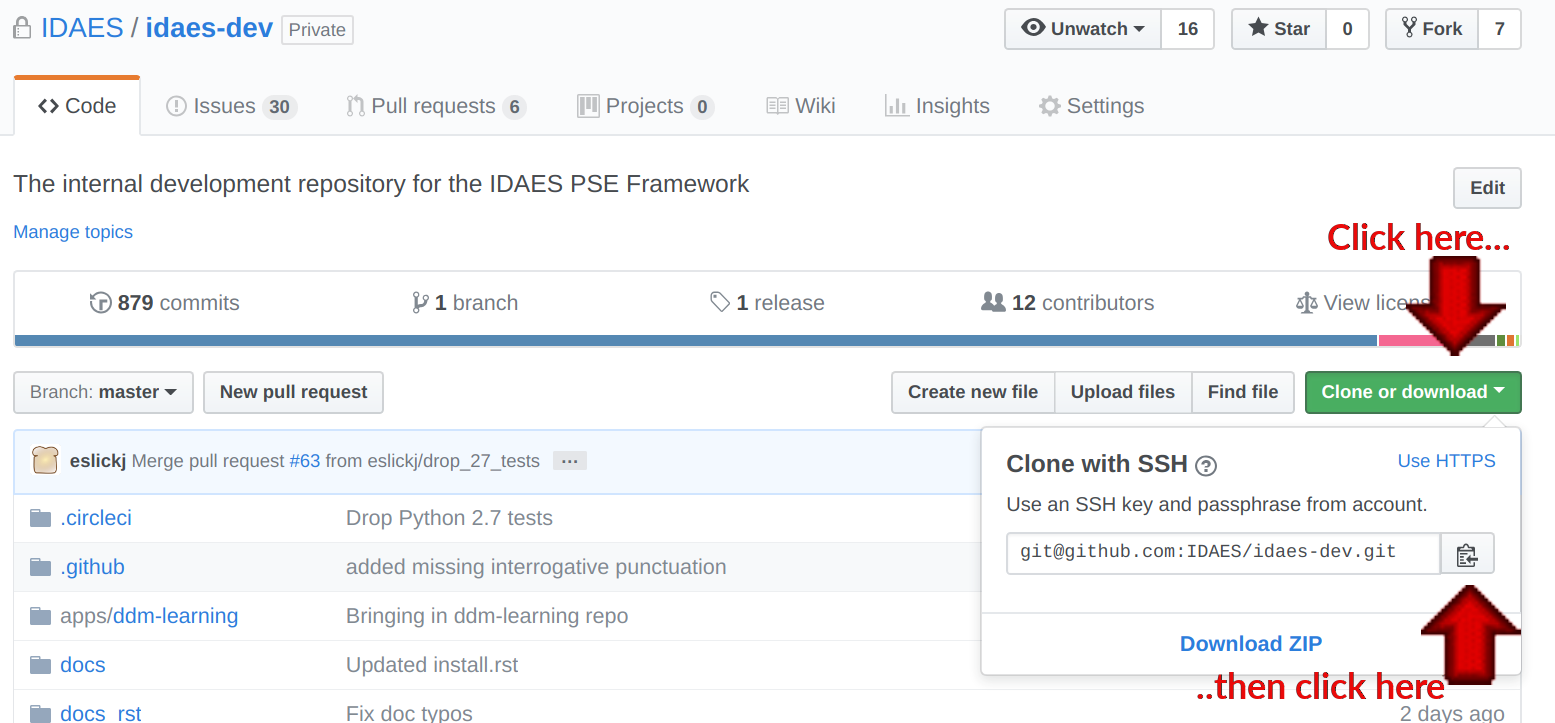 IDAES / idaes-dev Private Unwatch 16 Star 0 Fork 7
Code Issues 30 Pull requests 6 Projects 0 Wiki Insights Settings
The internal development repository for the IDAES PSE Framework Edit
Manage topics
Click here...
879 commits 1 branch 1 release 12 contributors View
Branch: master New pull request Create new file Upload files Find file Clone or download
eslickj Merge pull request #63 from eslickj/drop_27_tests ...
Clone with SSH ? Use HTTPS
Use an SSH key and passphrase from account.
git@github.com:IDAES/idaes-dev.git
Download ZIP
..then click here
.circleci Drop Python 2.7 tests
.github added missing interrogative punctuation
apps/ddm-learning Bringing in ddm-learning repo
docs Updated install.rst
docs_rst Fix doc typos 2 days ago